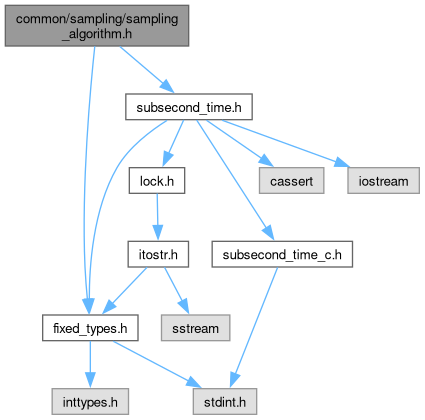 common/sampling/sampling
_algorithm.h
subsecond_time.h
lock.h
cassert
iostream
itostr.h
subsecond_time_c.h
fixed_types.h
sstream
inttypes.h
stdint.h